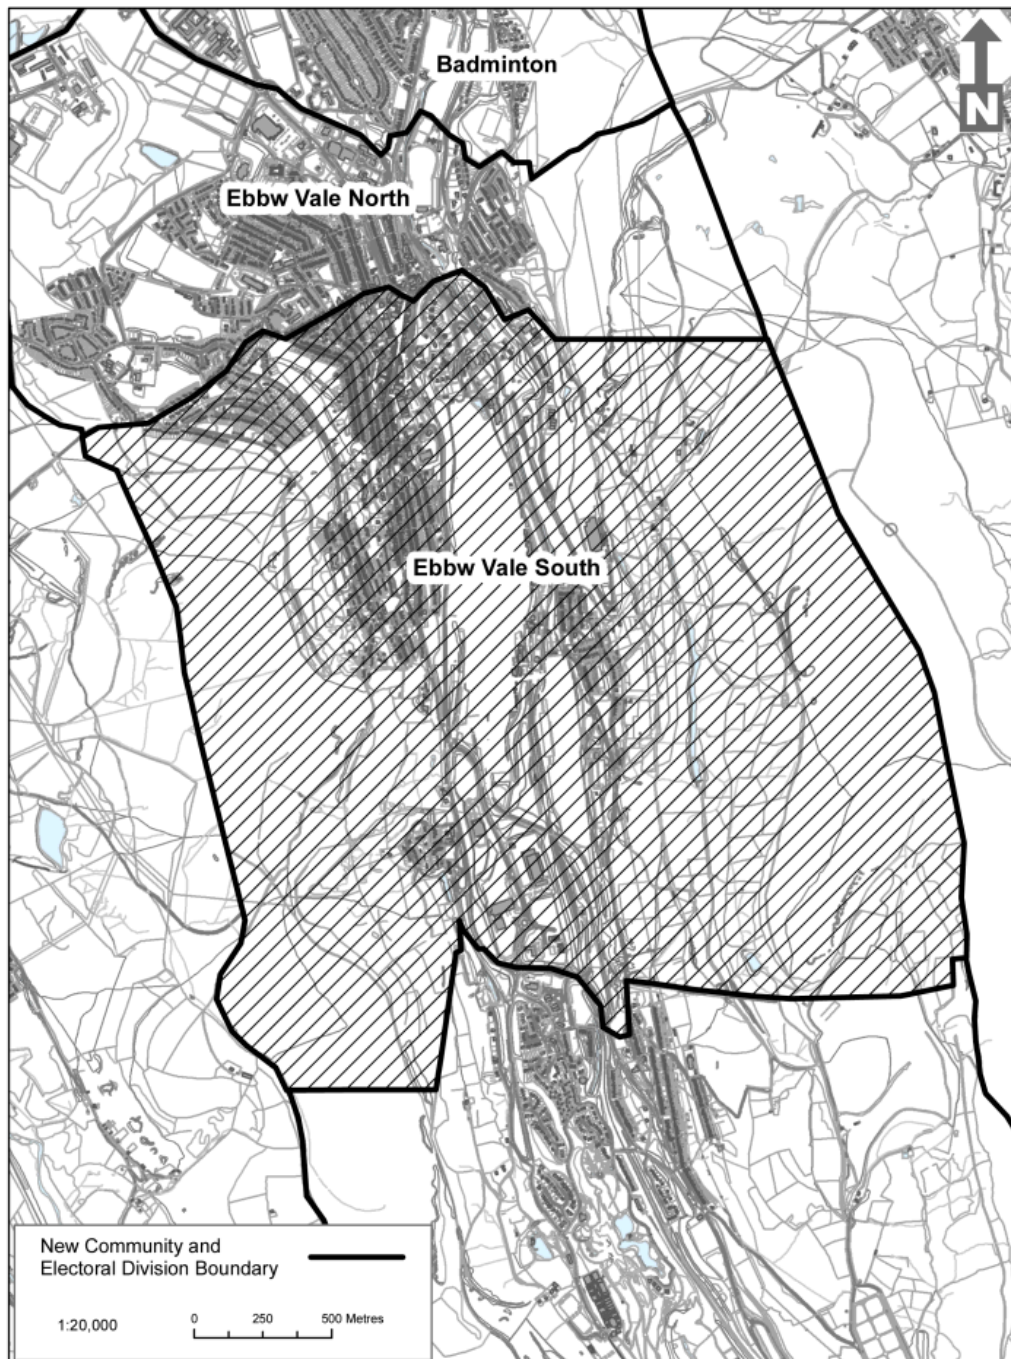 Badminton
N
Ebbw Vale North
Ebbw Vale South
New Community and
Electoral Division Boundary
1:20,000
0 250 500 Metres